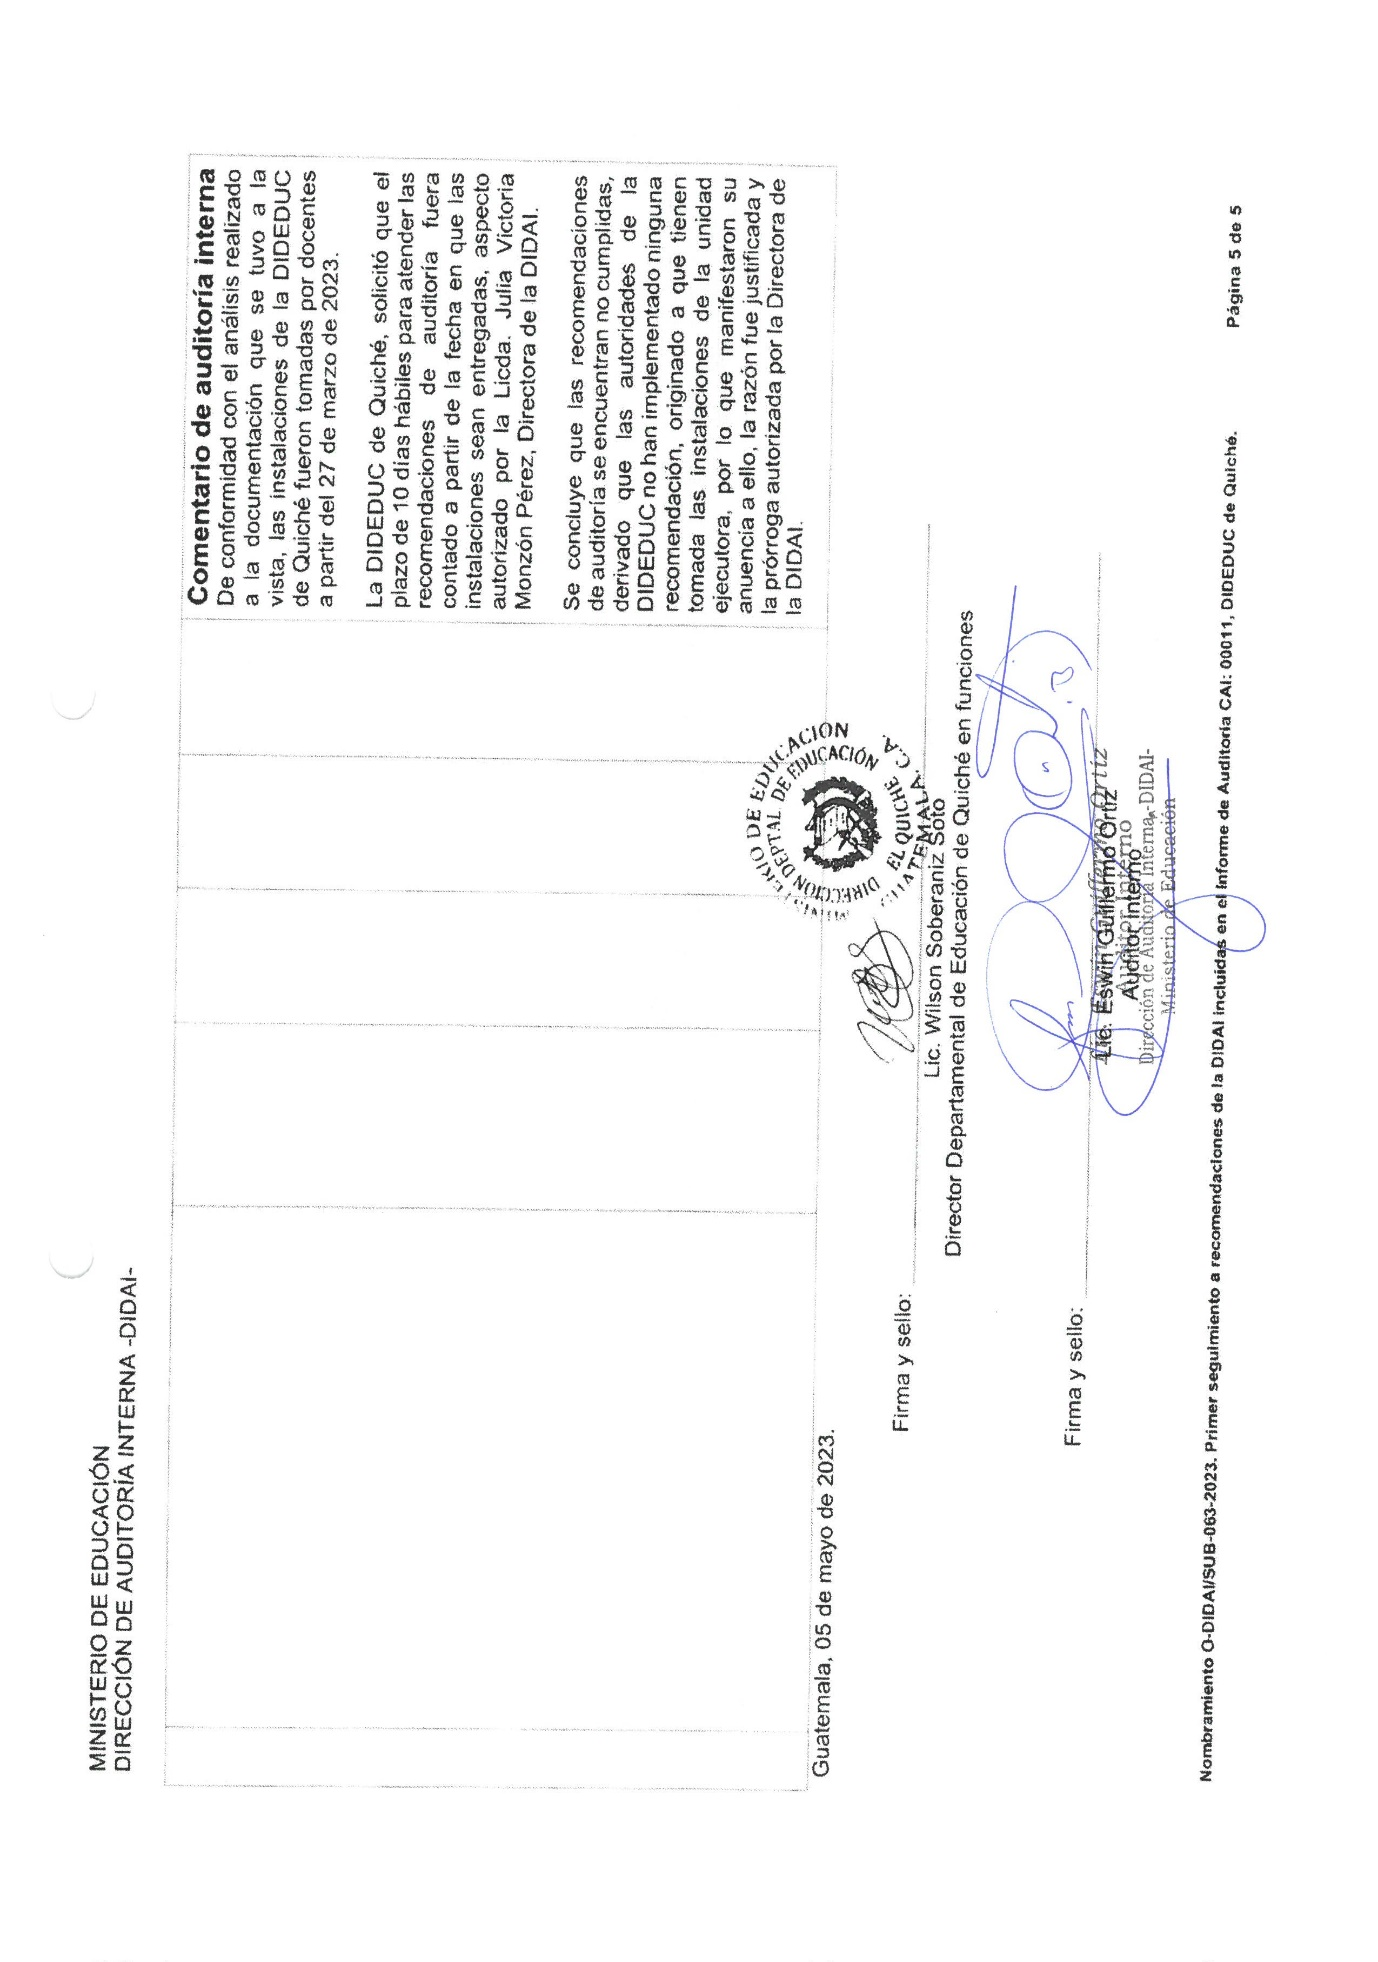 MINISTERIO DE EDUCACIÓN
DIRECCIÓN DE AUDITORÍA INTERNA -DIDAI-
Comentario de auditoría interna
De conformidad con el análisis realizado
a la documentación que se tuvo a la
vista, las instalaciones de la DIDEDUC
de Quiché fueron tomadas por docentes
a partir del 27 de marzo de 2023.
La DIDEDUC de Quiché, solicitó que el
plazo de 10 días hábiles para atender las
recomendaciones de auditoría fuera
contado a partir de la fecha en que las
instalaciones sean entregadas, aspecto
autorizado por la Licda. Julia Victoria
Monzón Pérez, Directora de la DIDAI.
Se concluye que las recomendaciones
de auditoría se encuentran no cumplidas,
derivado que las autoridades de la
DIDEDUC no han implementado ninguna
recomendación, originado a que tienen
tomada las instalaciones de la unidad
ejecutora, por lo que manifestaron su
anuencia a ello, la razón fue justificada y
la prórroga autorizada por la Directora de
la DIDAI.
Guatemala, 05 de mayo de 2023.
MINISTERIO DE EDUCACIÓN
DIRECCIÓN DEPTAL DE EDUCACIÓN
EL QUICHE C.A.
Firma y sello:
Lic. Wilson Soberaniz Soto
Director Departamental de Educación de Quiché en funciones
Firma y sello:
Lic. Eswin Guillermo Ortiz
Auditor Interno
Guillermo Ortiz
Auditor Interno
Dirección de Auditoría Interna -DIDAI-
Ministerio de Educación
Nombramiento O-DIDAI/SUB-063-2023. Primer seguimiento a recomendaciones de la DIDAI incluidas en el Informe de Auditoría CAI: 00011, DIDEDUC de Quiché.
Página 5 de 5